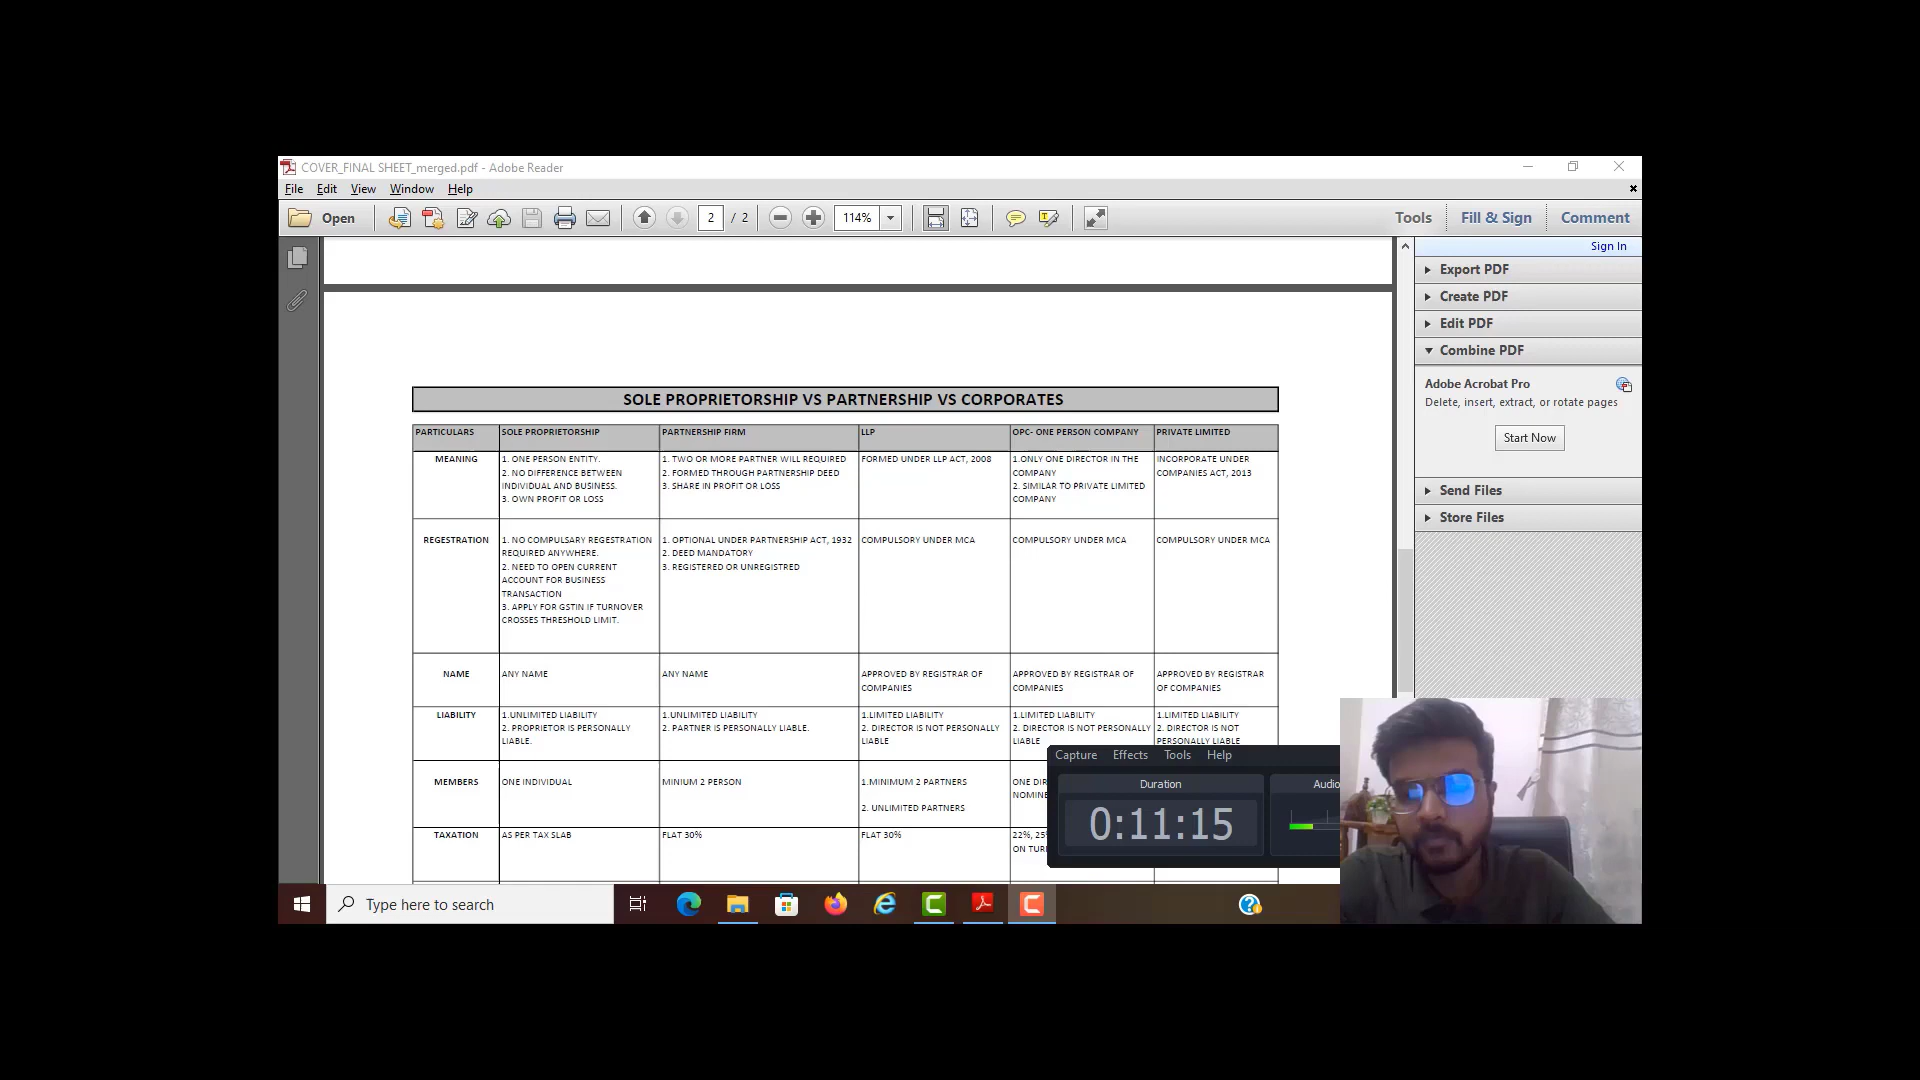 COVER_FINAL SHEET_merged.pdf - Adobe Reader
File Edit View Window Help
Open 2 / 2 114% Tools Fill & Sign Comment
Sign In
Export PDF
Create PDF
Edit PDF
Combine PDF
Adobe Acrobat Pro
Delete, insert, extract, or rotate pages
Start Now
Send Files
Store Files
SOLE PROPRIETORSHIP VS PARTNERSHIP VS CORPORATES
PARTICULARS SOLE PROPRIETORSHIP PARTNERSHIP FIRM LLP OPC- ONE PERSON COMPANY PRIVATE LIMITED
MEANING
1. ONE PERSON ENTITY.
2. NO DIFFERENCE BETWEEN
INDIVIDUAL AND BUSINESS.
3. OWN PROFIT OR LOSS
1. TWO OR MORE PARTNER WILL REQUIRED
2. FORMED THROUGH PARTNERSHIP DEED
3. SHARE IN PROFIT OR LOSS
FORMED UNDER LLP ACT, 2008
1.ONLY ONE DIRECTOR IN THE
COMPANY
2. SIMILAR TO PRIVATE LIMITED
COMPANY
INCORPORATE UNDER
COMPANIES ACT, 2013
REGESTRATION
1. NO COMPULSARY REGESTRATION
REQUIRED ANYWHERE.
2. NEED TO OPEN CURRENT
ACCOUNT FOR BUSINESS
TRANSACTION
3. APPLY FOR GSTIN IF TURNOVER
CROSSES THRESHOLD LIMIT.
1. OPTIONAL UNDER PARTNERSHIP ACT, 1932
2. DEED MANDATORY
3. REGISTERED OR UNREGISTRED
COMPULSORY UNDER MCA
COMPULSORY UNDER MCA
COMPULSORY UNDER MCA
NAME
ANY NAME
ANY NAME
APPROVED BY REGISTRAR OF
COMPANIES
APPROVED BY REGISTRAR OF
COMPANIES
APPROVED BY REGISTRAR
OF COMPANIES
LIABILITY
1.UNLIMITED LIABILITY
2. PROPRIETOR IS PERSONALLY
LIABLE.
1.UNLIMITED LIABILITY
2. PARTNER IS PERSONALLY LIABLE.
1.LIMITED LIABILITY
2. DIRECTOR IS NOT PERSONALLY
LIABLE
1.LIMITED LIABILITY
2. DIRECTOR IS NOT PERSONALLY
LIABLE
1.LIMITED LIABILITY
2. DIRECTOR IS NOT
PERSONALLY LIABLE
MEMBERS
ONE INDIVIDUAL
MINIUM 2 PERSON
1.MINIMUM 2 PARTNERS
2. UNLIMITED PARTNERS
ONE DIR
NOMINE
TAXATION
AS PER TAX SLAB
FLAT 30%
FLAT 30%
22%, 25%
ON TUR
Capture Effects Tools Help
Duration
Audio
0:11:15
Type here to search